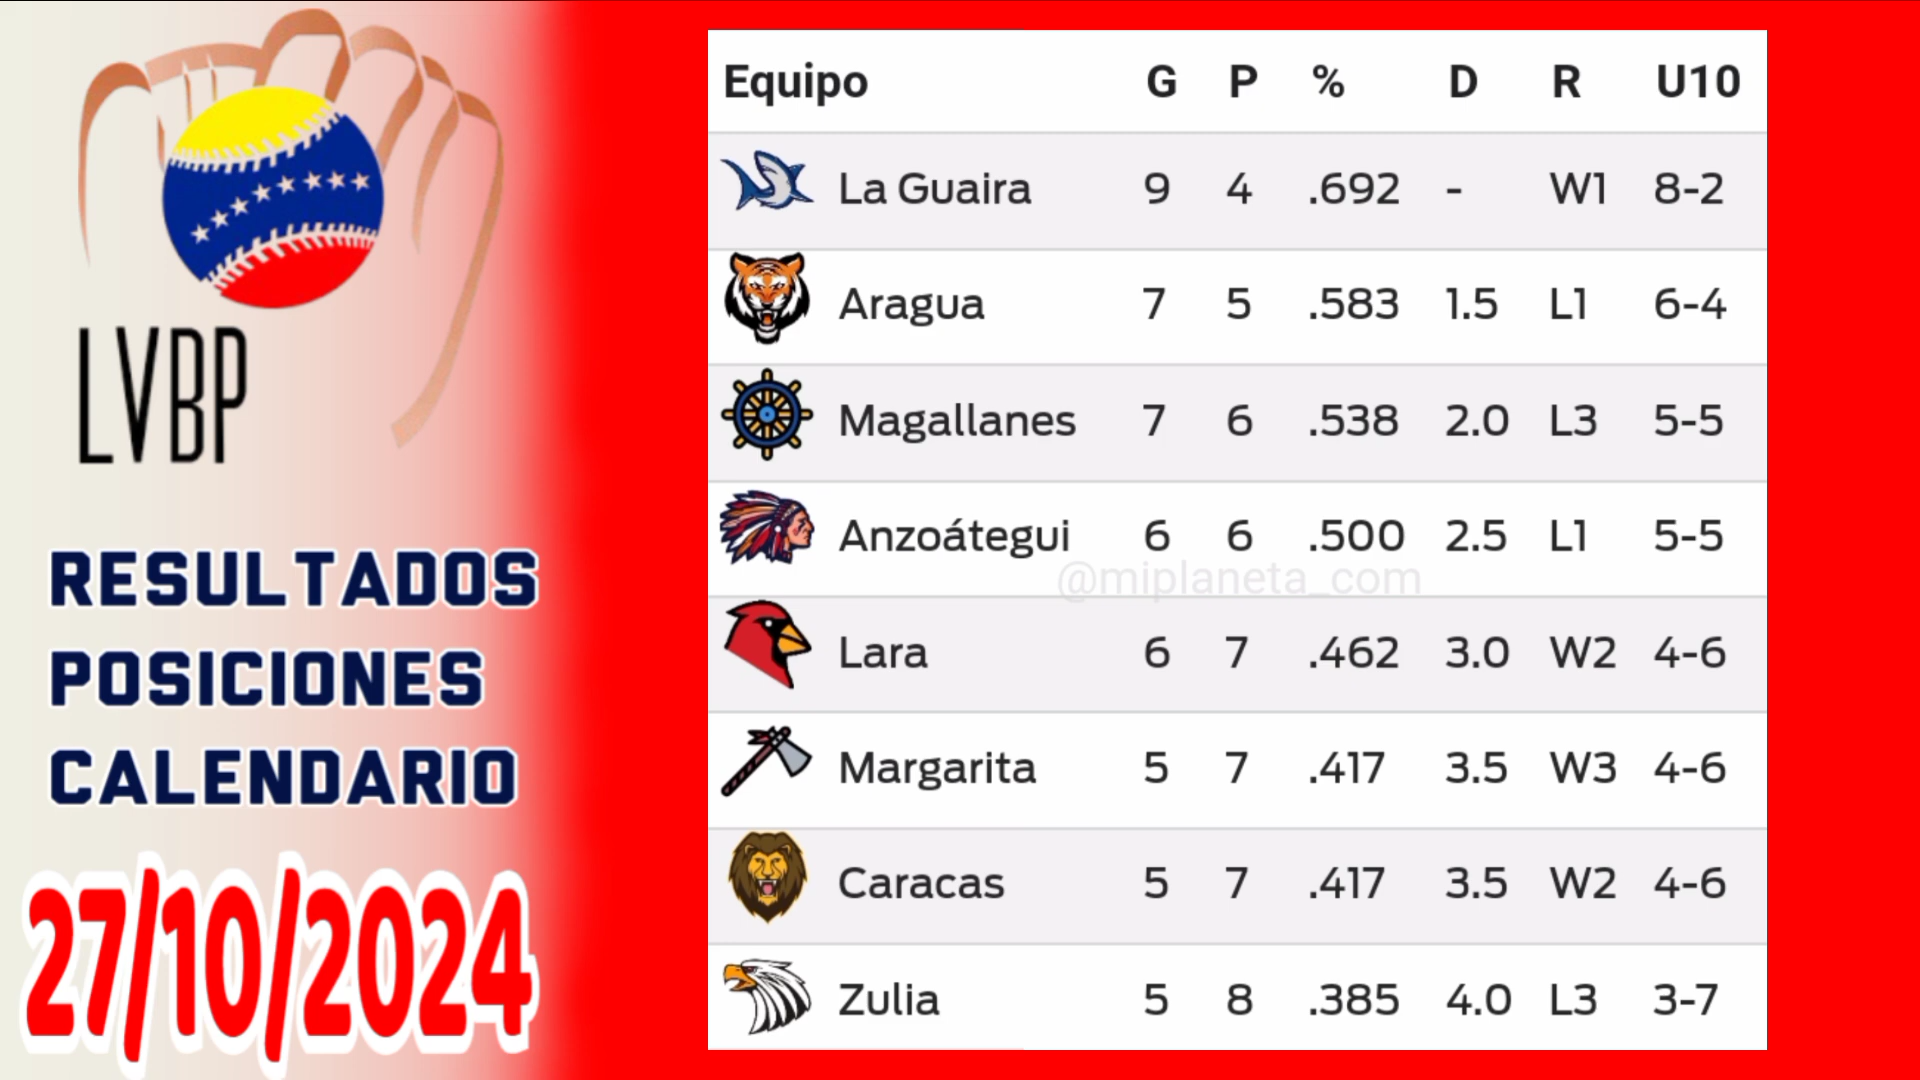 LVBP
RESULTADOS
POSICIONES
CALENDARIO
27/10/2024
Equipo G P % D R U10
La Guaira 9 4 .692 - W1 8-2
Aragua 7 5 .583 1.5 L1 6-4
Magallanes 7 6 .538 2.0 L3 5-5
Anzoátegui 6 6 .500 2.5 L1 5-5
@miplaneta_com
Lara 6 7 .462 3.0 W2 4-6
Margarita 5 7 .417 3.5 W3 4-6
Caracas 5 7 .417 3.5 W2 4-6
Zulia 5 8 .385 4.0 L3 3-7